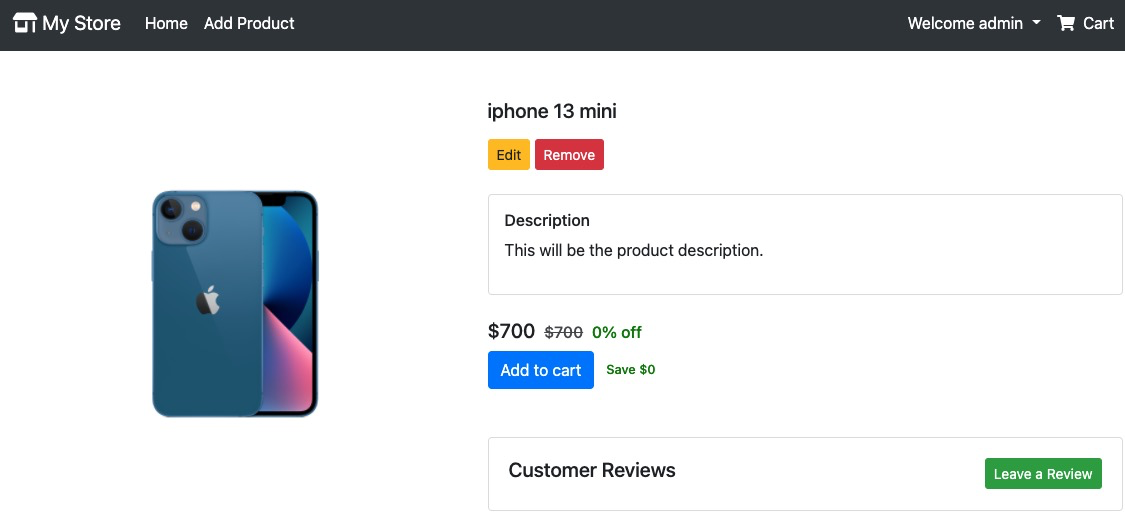 My Store Home Add Product Welcome admin Cart
iphone 13 mini
Edit Remove
Description
This will be the product description.
$700 $700 0% off
Add to cart Save $0
Customer Reviews Leave a Review